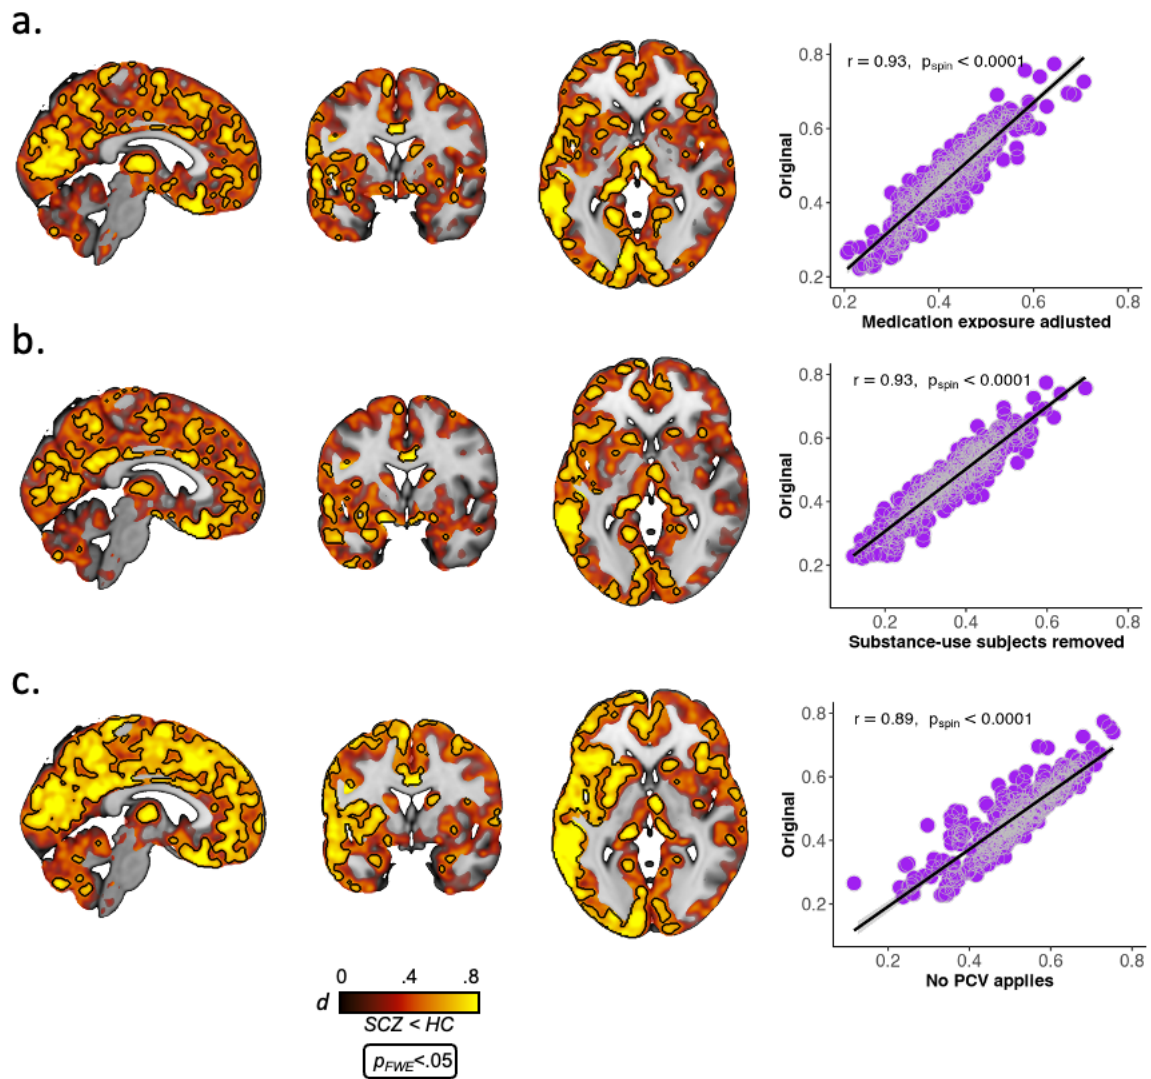 a.
r = 0.93, pspin < 0.0001
Original
0.8
0.6
0.4
0.2
0.2 0.4 0.6 0.8
Medication exposure adjusted
b.
r = 0.93, pspin < 0.0001
Original
0.8
0.6
0.4
0.2
0.2 0.4 0.6 0.8
Substance-use subjects removed
c.
r = 0.89, pspin < 0.0001
Original
0.8
0.6
0.4
0.2
0.2 0.4 0.6 0.8
No PCV applies
0 .4 .8
d
SCZ < HC
pFWE<.05